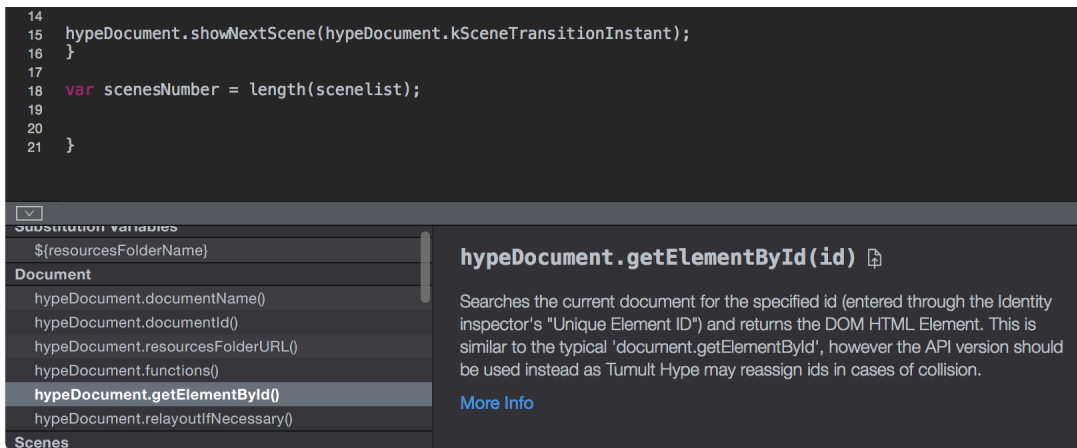 14
15 hypeDocument.showNextScene(hypeDocument.kSceneTransitionInstant);
16 }
17
18 var scenesNumber = length(scenelist);
19
20
21 }
Substitution Variables
${resourcesFolderName}
Document
hypeDocument.documentName()
hypeDocument.documentId()
hypeDocument.resourcesFolderURL()
hypeDocument.functions()
hypeDocument.getElementById()
hypeDocument.relayoutIfNecessary()
Scenes
hypeDocument.getElementById(id)
Searches the current document for the specified id (entered through the Identity
inspector's "Unique Element ID") and returns the DOM HTML Element. This is
similar to the typical 'document.getElementById', however the API version should
be used instead as Tumult Hype may reassign ids in cases of collision.
More Info